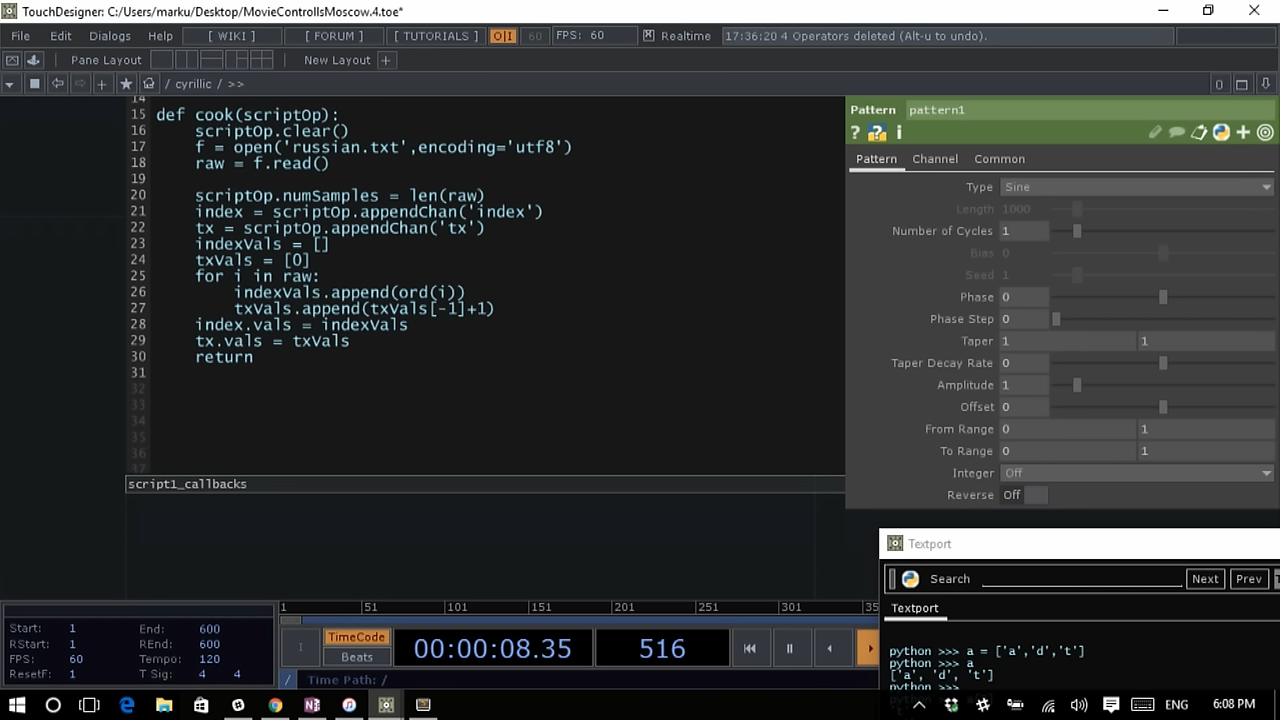 TouchDesigner: C:/Users/marku/Desktop/MovieControllsMoscow.4.toe*
File Edit Dialogs Help [ WIKI ] [ FORUM ] [ TUTORIALS ] O|I 60 FPS: 60 Realtime 17:36:20 4 Operators deleted (Alt-u to undo).
Pane Layout New Layout +
/ cyrillic / >>
14
15 def cook(scriptOp):
16 scriptOp.clear()
17 f = open('russian.txt',encoding='utf8')
18 raw = f.read()
19
20 scriptOp.numSamples = len(raw)
21 index = scriptOp.appendChan('index')
22 tx = scriptOp.appendChan('tx')
23 indexVals = []
24 txVals = [0]
25 for i in raw:
26 indexVals.append(ord(i))
27 txVals.append(txVals[-1]+1)
28 index.vals = indexVals
29 tx.vals = txVals
30 return
31
32
33
34
35
36
37
script1_callbacks
Pattern pattern1
? ? i
Pattern Channel Common
Type Sine
Length 1000
Number of Cycles 1
Bias 0
Seed 1
Phase 0
Phase Step 0
Taper 1 1
Taper Decay Rate 0
Amplitude 1
Offset 0
From Range 0 1
To Range 0 1
Integer Off
Reverse Off
Textport
Search Next Prev
Textport
python >>> a = ['a','d','t']
python >>> a
['a', 'd', 't']
python >>>
1 51 101 151 201 251 301 35
Start: 1 End: 600
RStart: 1 REnd: 600
FPS: 60 Tempo: 120
ResetF: 1 T Sig: 4 4
TimeCode
Beats
00:00:08.35 516
/ Time Path: /
ENG 6:08 PM